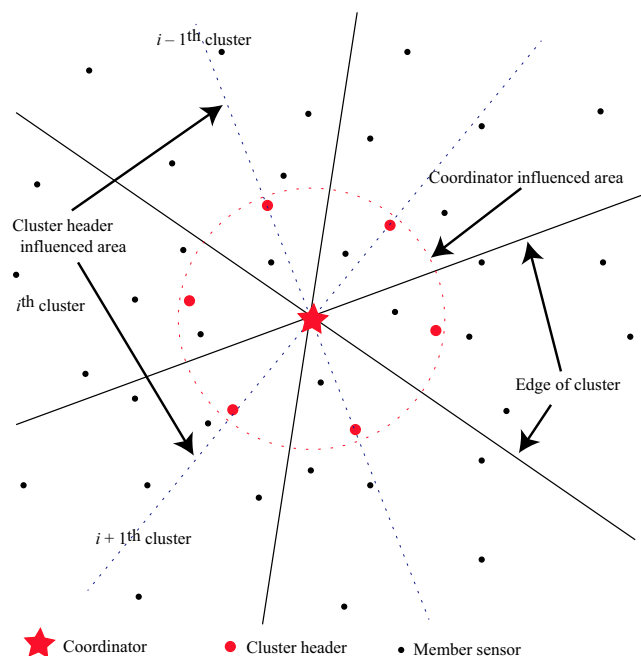 i – 1th cluster
Coordinator influenced area
Cluster header
influenced area
ith cluster
Edge of cluster
i + 1th cluster
Coordinator
Cluster header
Member sensor